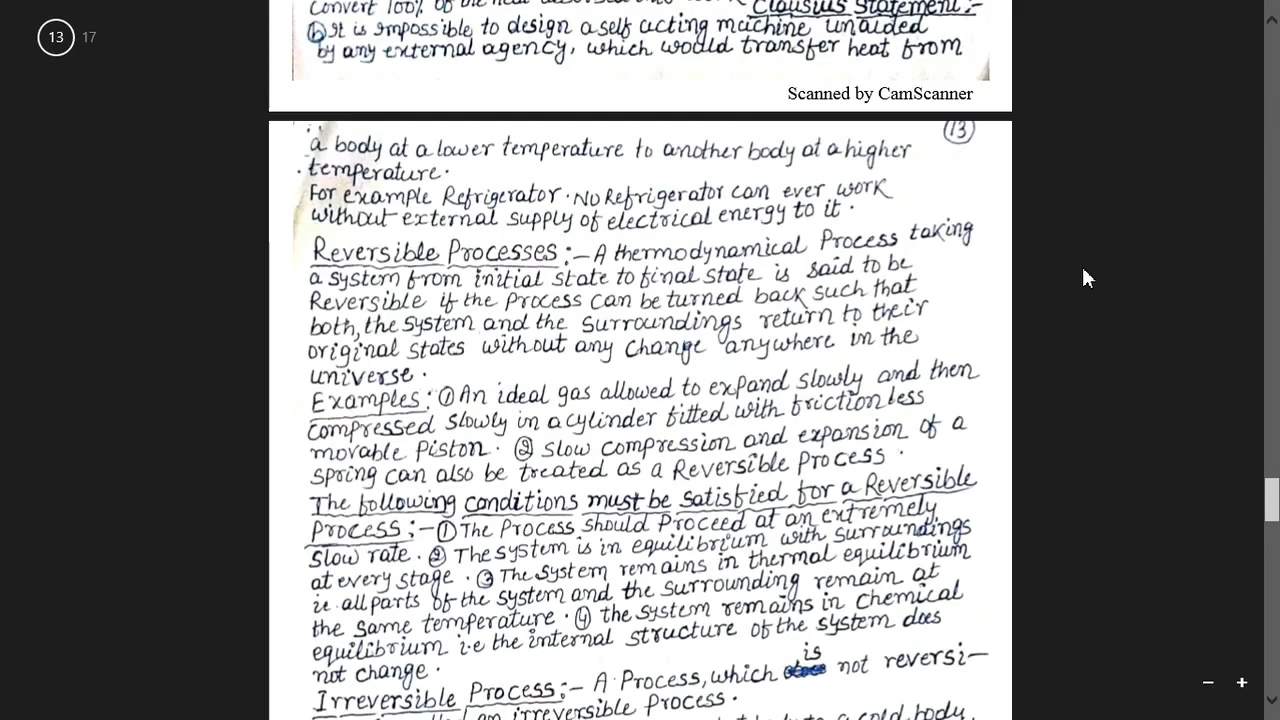 13 17
convert 100% of the heat
Clausius Statement:-
(b) It is impossible to design a self acting machine unaided
by any external agency, which would transfer heat from
Scanned by CamScanner
(13)
a body at a lower temperature to another body at a higher
temperature.
For example Refrigerator. No Refrigerator can ever work
without external supply of electrical energy to it.
Reversible Processes:- A thermodynamical Process taking
a system from initial state to final state is said to be
Reversible if the Process can be turned back such that
both, the system and the surroundings return to their
original states without any change anywhere in the
universe.
Examples: ① An ideal gas allowed to expand slowly and then
compressed slowly in a cylinder fitted with frictionless
movable piston. ② slow compression and expansion of a
spring can also be treated as a Reversible Process.
The following conditions must be satisfied for a Reversible
Process:- ① The Process should Proceed at an extremely
slow rate. ② The system is in equilibrium with surroundings
at every stage. ③ The system remains in thermal equilibrium
ie all parts of the system and the surrounding remain at
the same temperature. ④ the system remains in chemical
equilibrium i.e the internal structure of the system does
not change.
Irreversible Process:- A Process, which is not reversi-
an irreversible Process.
to a cold body,